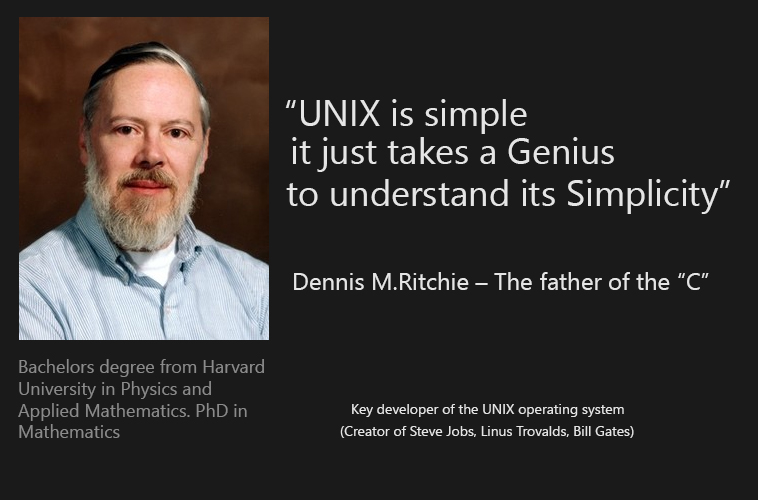 “UNIX is simple
it just takes a Genius
to understand its Simplicity”
Dennis M.Ritchie – The father of the “C”
Bachelors degree from Harvard
University in Physics and
Applied Mathematics. PhD in
Mathematics
Key developer of the UNIX operating system
(Creator of Steve Jobs, Linus Trovalds, Bill Gates)